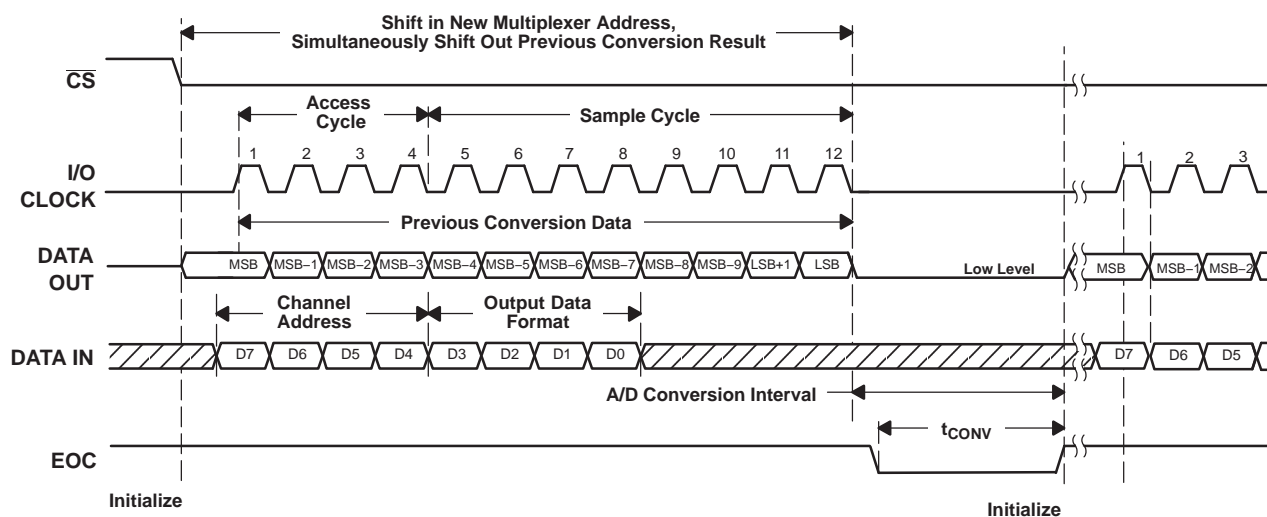 Shift in New Multiplexer Address,
Simultaneously Shift Out Previous Conversion Result
CS
Access
Cycle
Sample Cycle
1 2 3 4 5 6 7 8 9 10 11 12 1 2 3
I/O
CLOCK
Previous Conversion Data
DATA
OUT
MSB MSB–1 MSB–2 MSB–3 MSB–4 MSB–5 MSB–6 MSB–7 MSB–8 MSB–9 LSB+1 LSB Low Level MSB MSB–1 MSB–2
Channel
Address
Output Data
Format
DATA IN D7 D6 D5 D4 D3 D2 D1 D0 D7 D6 D5
A/D Conversion Interval
tCONV
EOC
Initialize Initialize